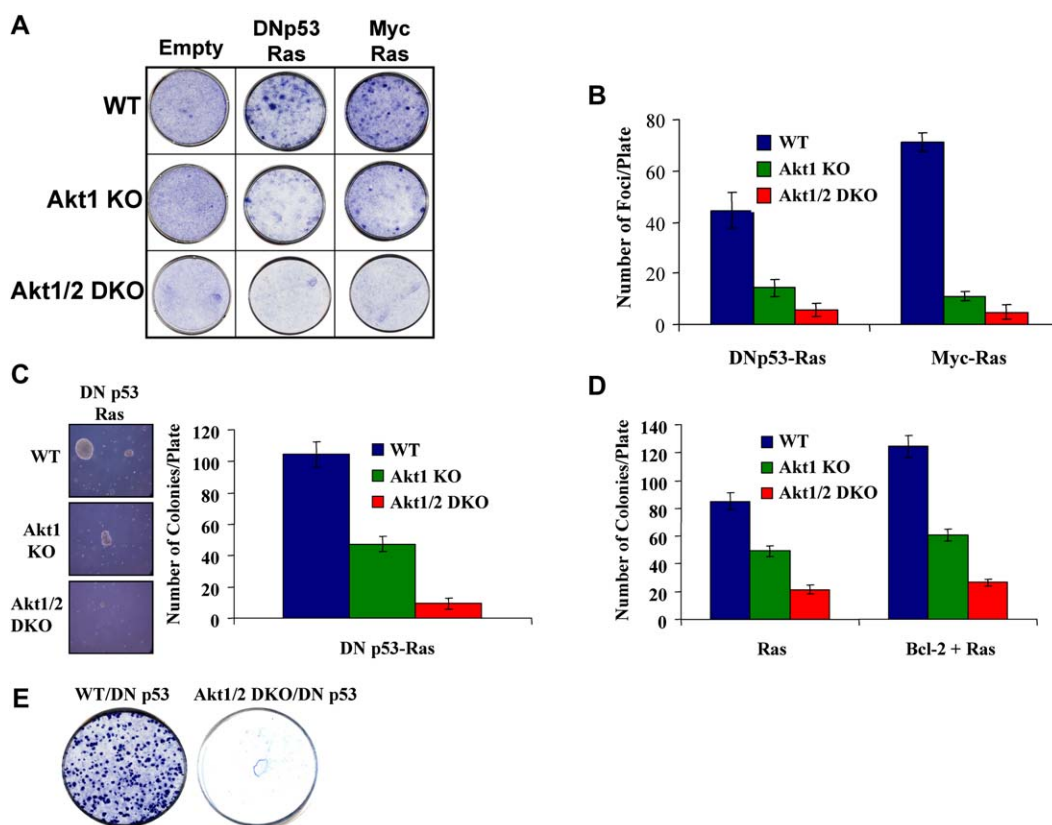 A
Empty
DNp53
Ras
Myc
Ras
WT
Akt1 KO
Akt1/2 DKO
B
Number of Foci/Plate
80
60
40
20
0
WT
Akt1 KO
Akt1/2 DKO
DNp53-Ras
Myc-Ras
C
DN p53
Ras
WT
Akt1
KO
Akt1/2
DKO
Number of Colonies/Plate
120
100
80
60
40
20
0
WT
Akt1 KO
Akt1/2 DKO
DN p53-Ras
D
Number of Colonies/Plate
140
120
100
80
60
40
20
0
WT
Akt1 KO
Akt1/2 DKO
Ras
Bcl-2 + Ras
E
WT/DN p53
Akt1/2 DKO/DN p53